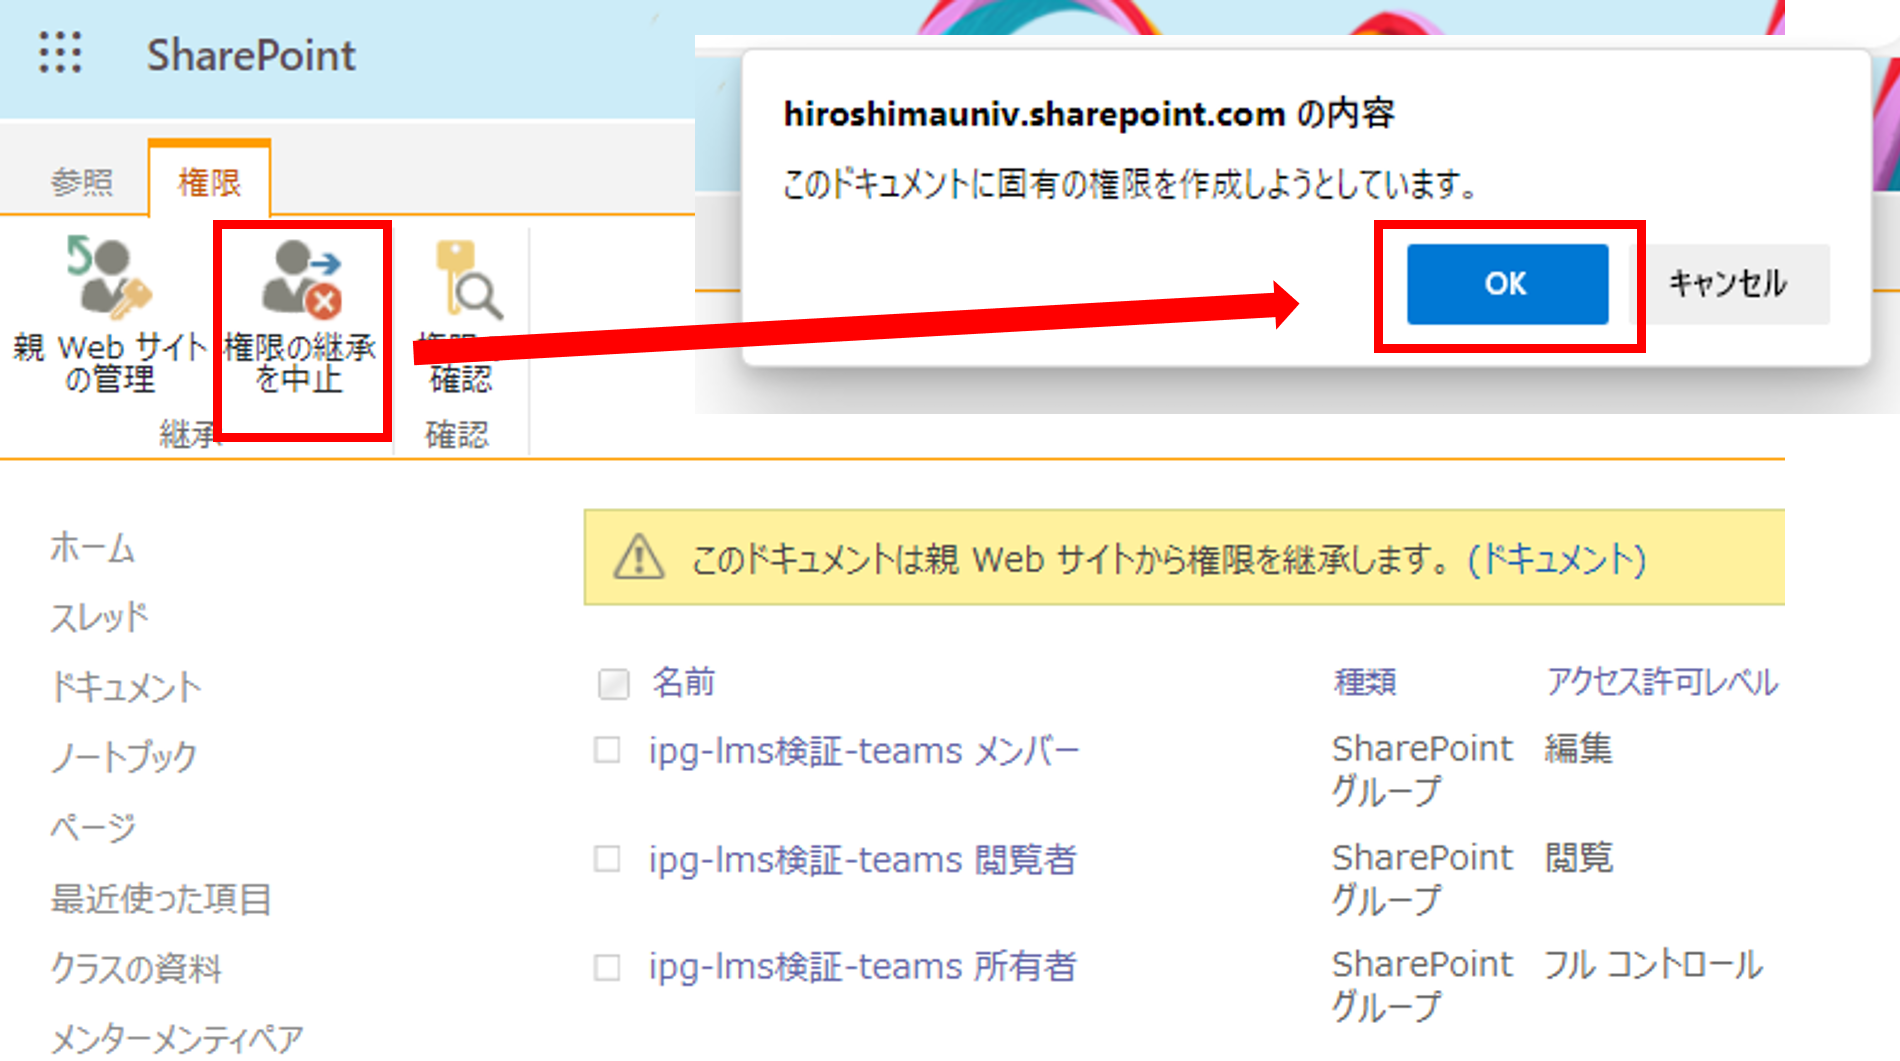 SharePoint
参照
権限
親 Web サイト
の管理
権限の継承
を中止
確認
継承
確認
hiroshimauniv.sharepoint.com の内容
このドキュメントに固有の権限を作成しようとしています。
OK
キャンセル
ホーム
スレッド
ドキュメント
ノートブック
ページ
最近使った項目
クラスの資料
メンターメンティペア
このドキュメントは親 Web サイトから権限を継承します。(ドキュメント)
名前 種類 アクセス許可レベル
ipg-lms検証-teams メンバー SharePoint 編集
グループ
ipg-lms検証-teams 閲覧者 SharePoint 閲覧
グループ
ipg-lms検証-teams 所有者 SharePoint フル コントロール
グループ